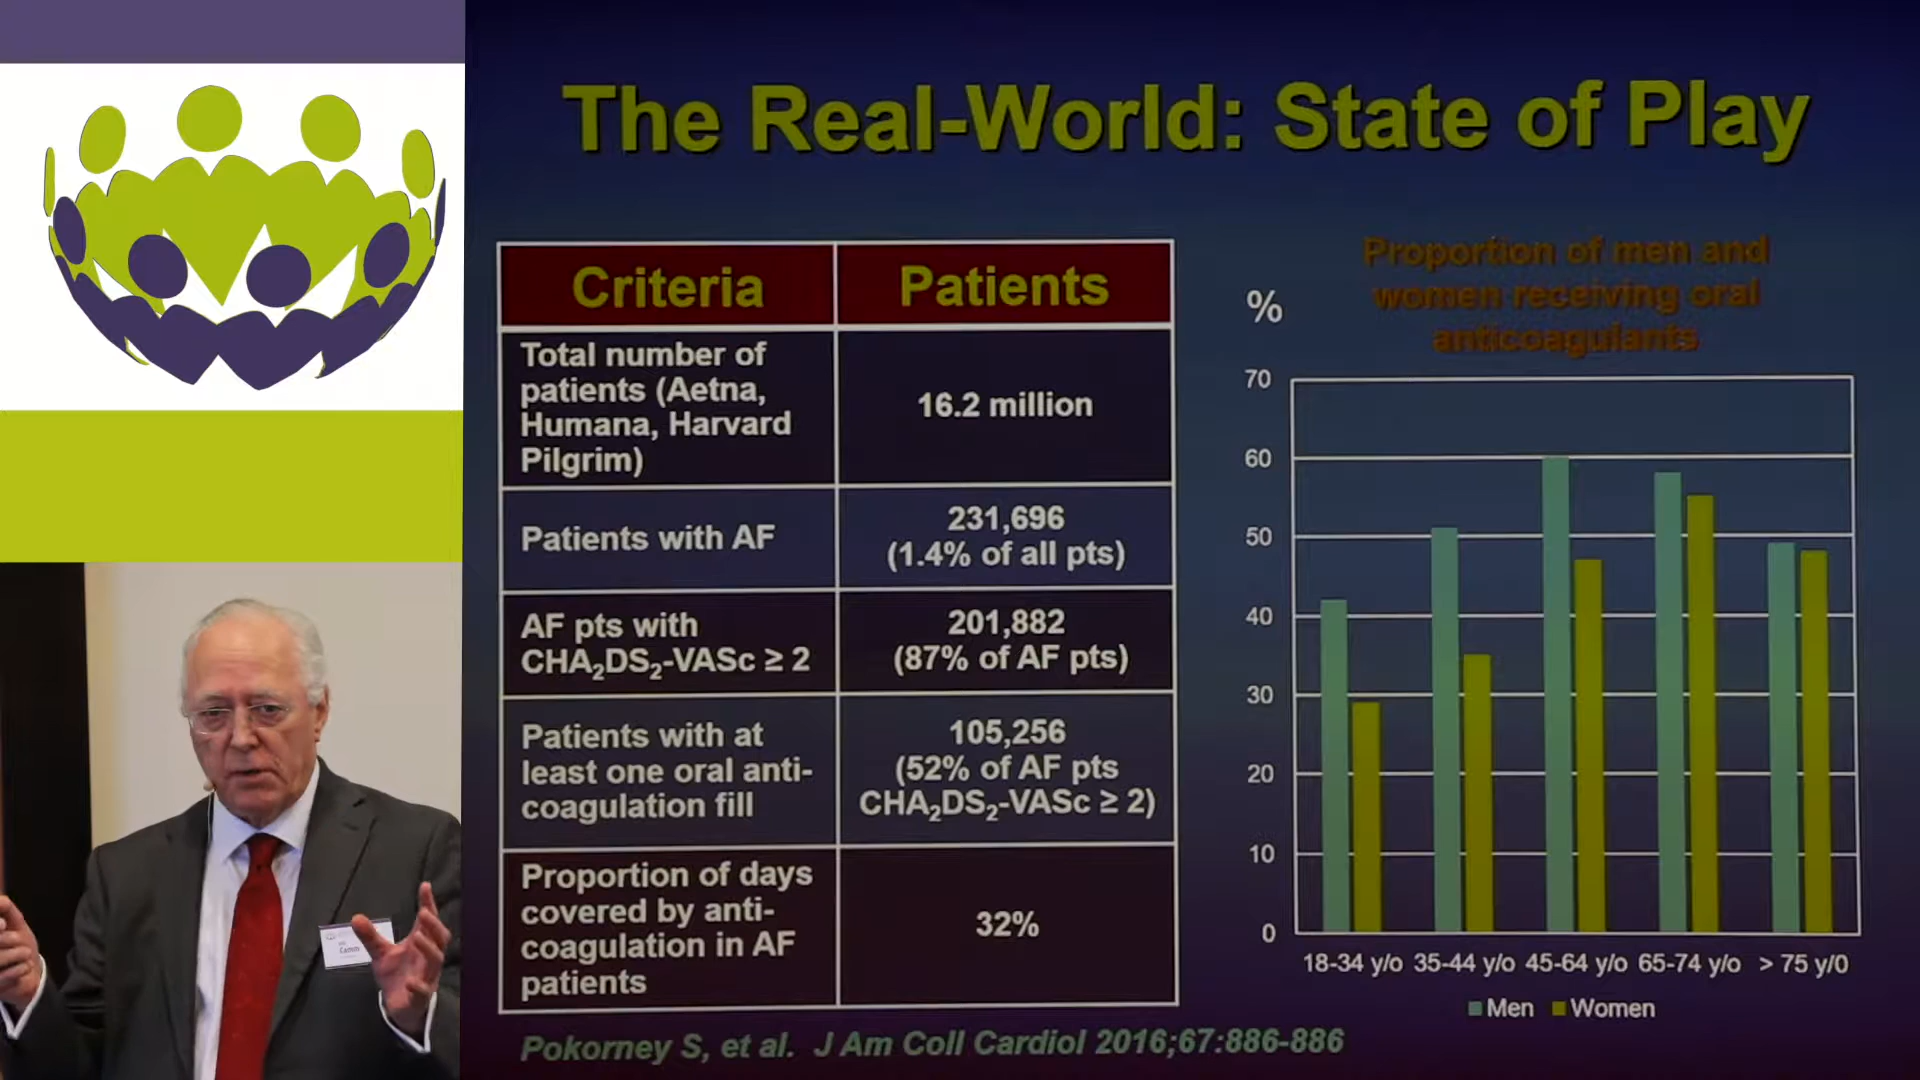 The Real-World: State of Play
Criteria
Patients
Total number of
patients (Aetna,
Humana, Harvard
Pilgrim)
16.2 million
Patients with AF
231,696
(1.4% of all pts)
AF pts with
CHA₂DS₂-VASc ≥ 2
201,882
(87% of AF pts)
Patients with at
least one oral anti-
coagulation fill
105,256
(52% of AF pts
CHA₂DS₂-VASc ≥ 2)
Proportion of days
covered by anti-
coagulation in AF
patients
32%
Proportion of men and
women receiving oral
anticoagulants
%
70
60
50
40
30
20
10
0
18-34 y/o 35-44 y/o 45-64 y/o 65-74 y/o > 75 y/0
Men Women
Pokorney S, et al. J Am Coll Cardiol 2016;67:886-886
Camm